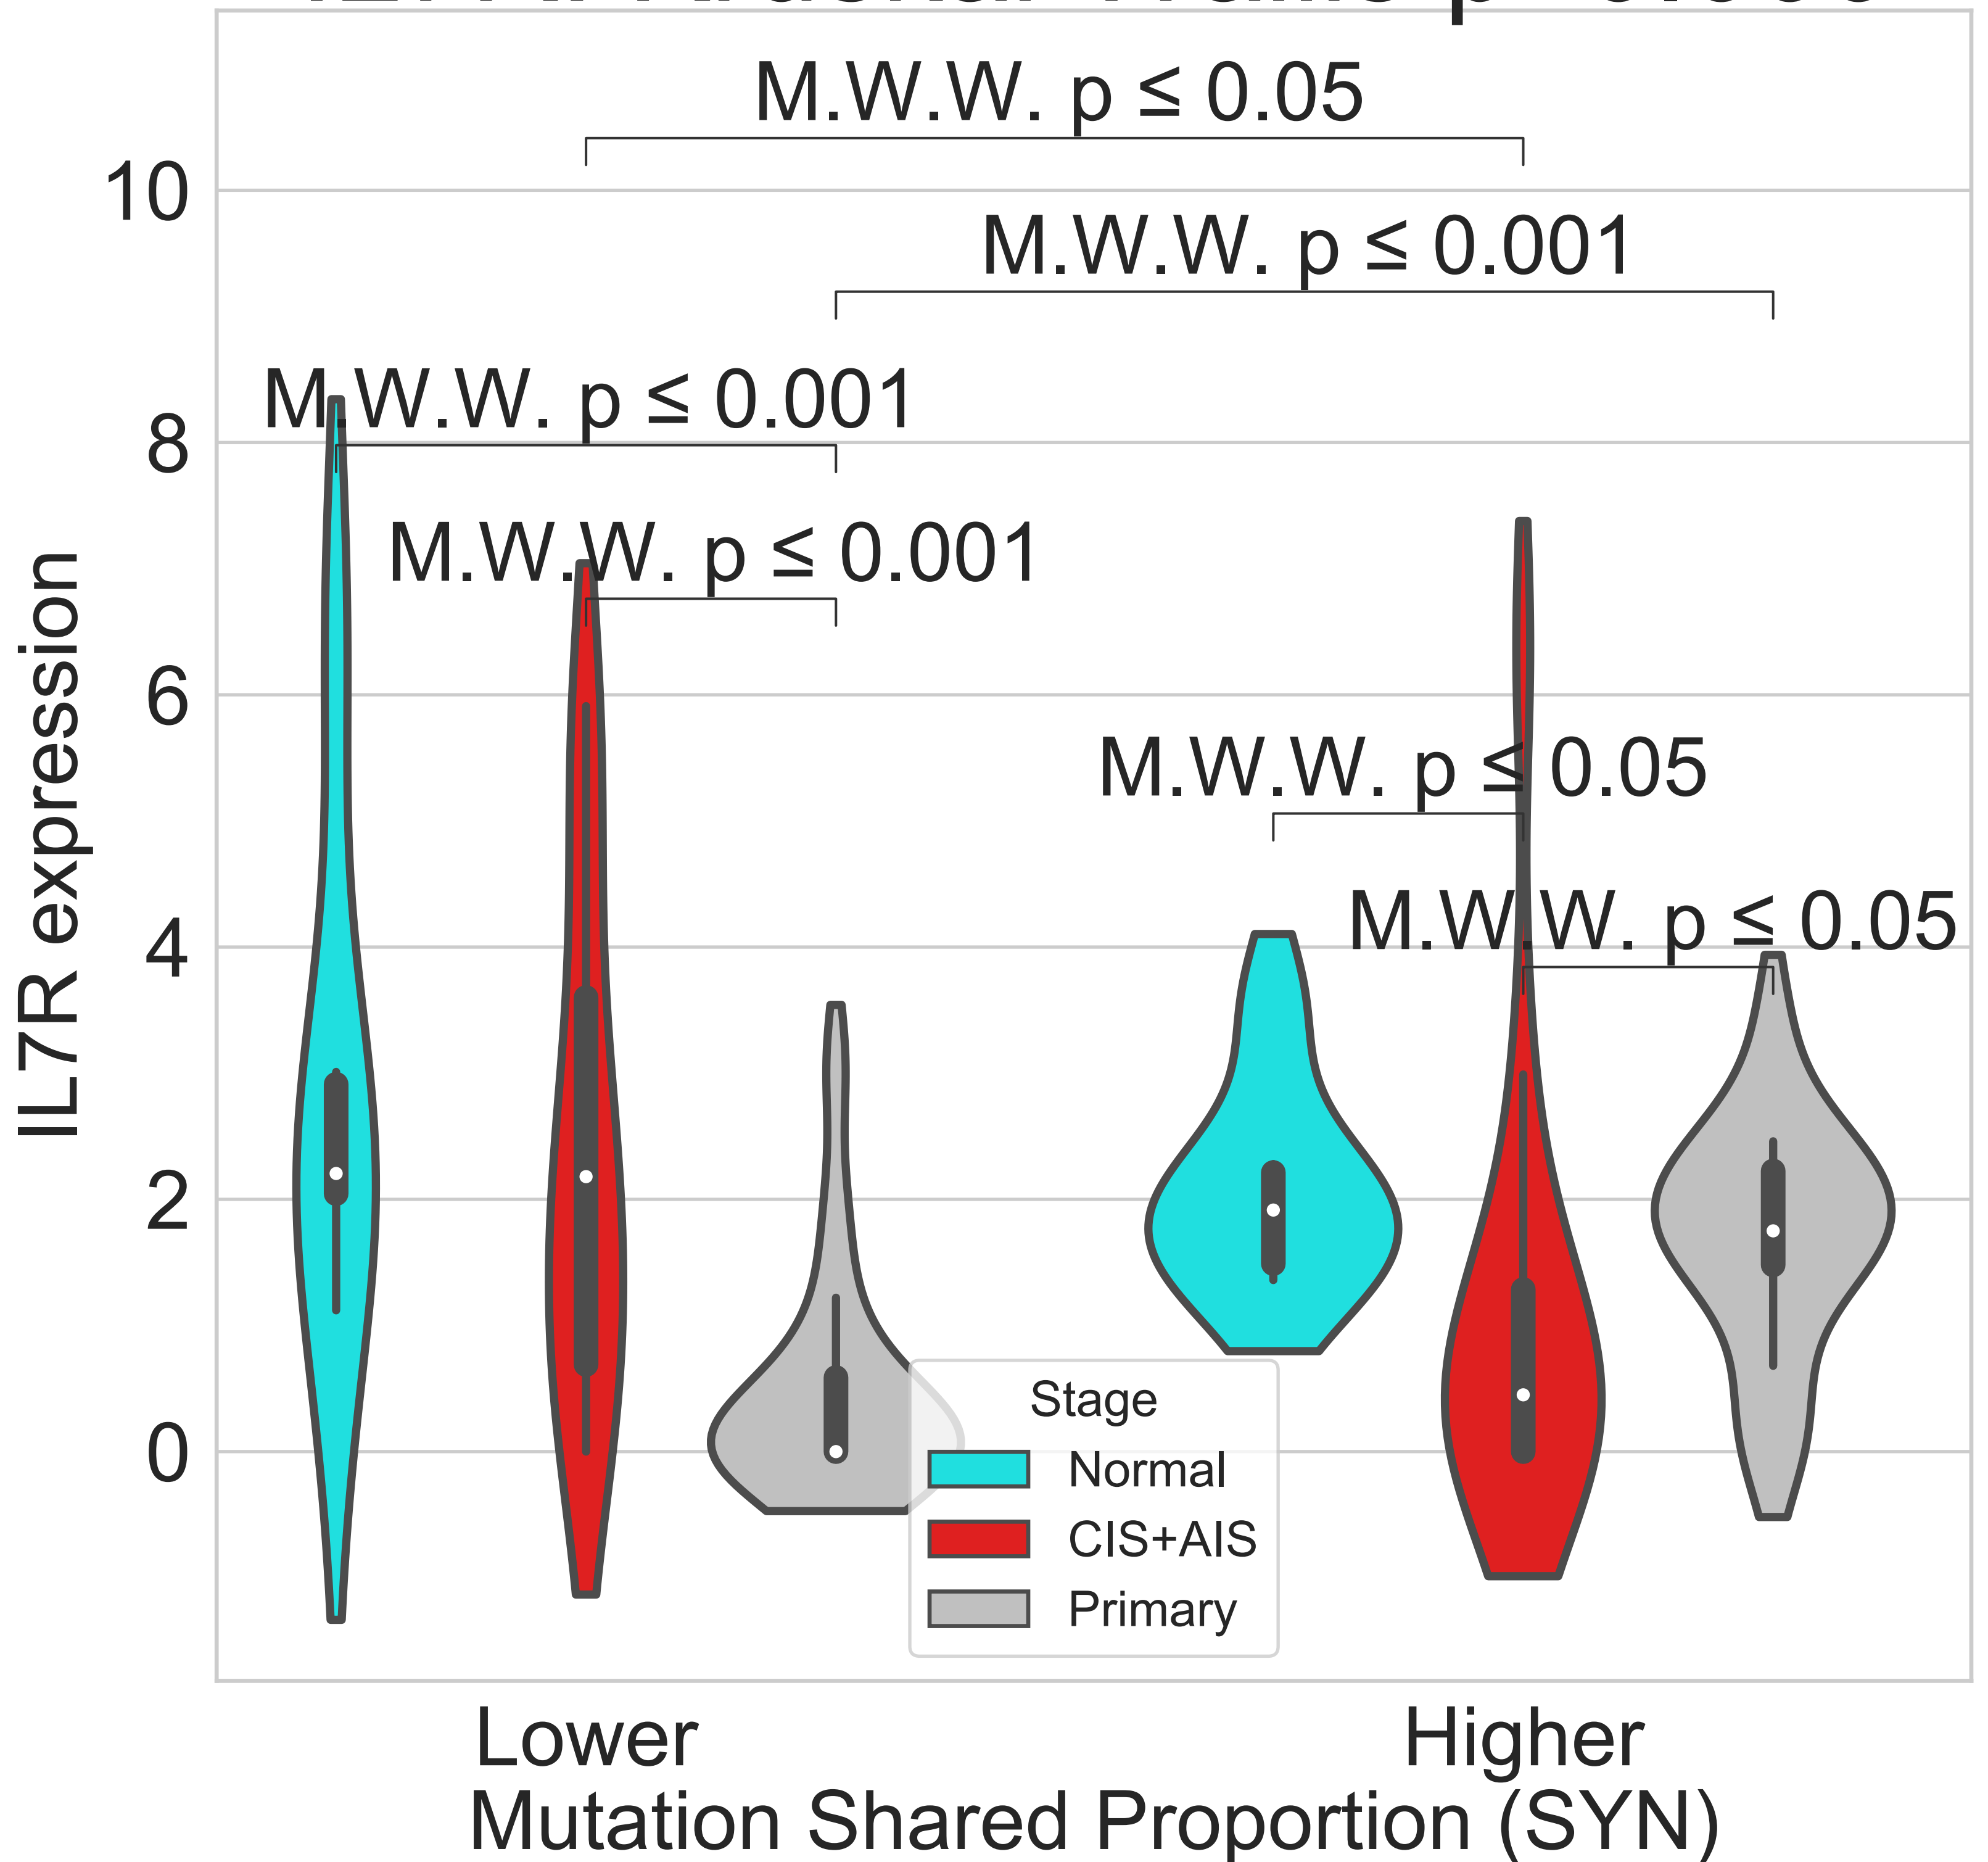 M.W.W. p ≤ 0.05
10
M.W.W. p ≤ 0.001
M.W.W. p ≤ 0.001
8
M.W.W. p ≤ 0.001
6
M.W.W. p ≤ 0.05
4
M.W.W. p ≤ 0.05
IL7R expression
2
0
Stage
Normal
CIS+AIS
Primary
Lower
Higher
Mutation Shared Proportion (SYN)